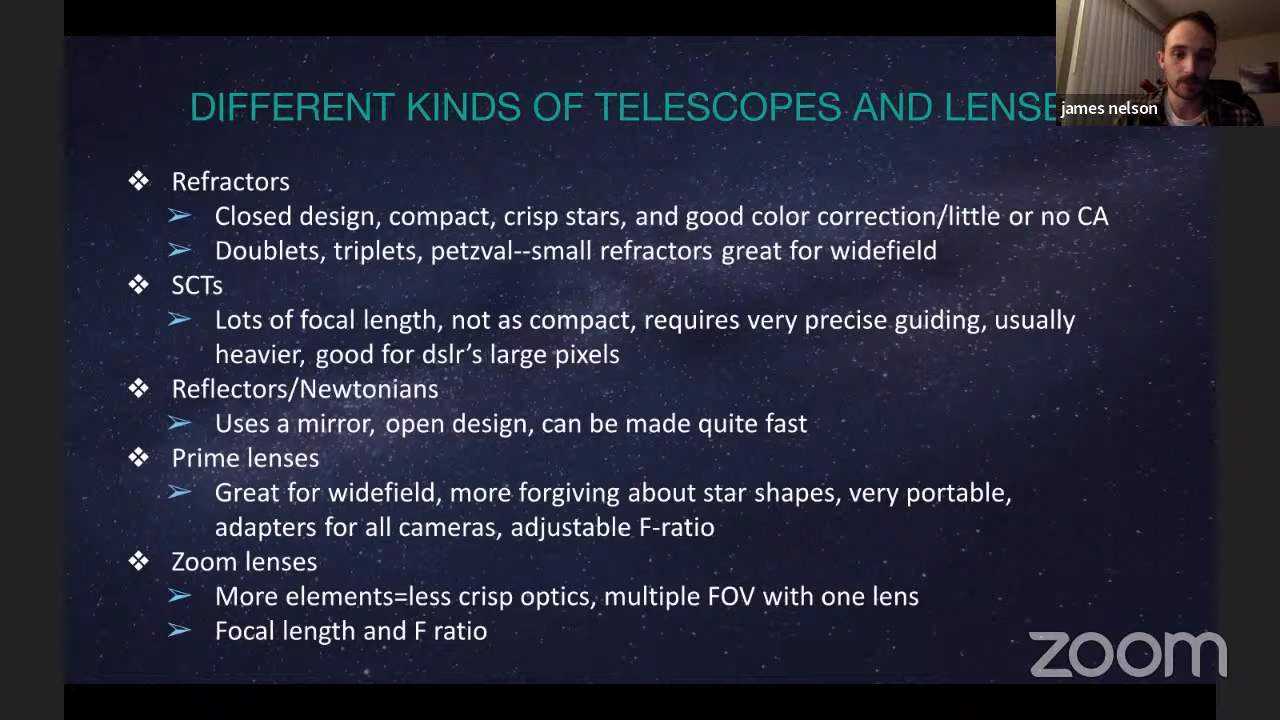 DIFFERENT KINDS OF TELESCOPES AND LENSE
james nelson
❖ Refractors
➢ Closed design, compact, crisp stars, and good color correction/little or no CA
➢ Doublets, triplets, petzval--small refractors great for widefield
❖ SCTs
➢ Lots of focal length, not as compact, requires very precise guiding, usually
heavier, good for dslr’s large pixels
❖ Reflectors/Newtonians
➢ Uses a mirror, open design, can be made quite fast
❖ Prime lenses
➢ Great for widefield, more forgiving about star shapes, very portable,
adapters for all cameras, adjustable F-ratio
❖ Zoom lenses
➢ More elements=less crisp optics, multiple FOV with one lens
➢ Focal length and F ratio
zoom